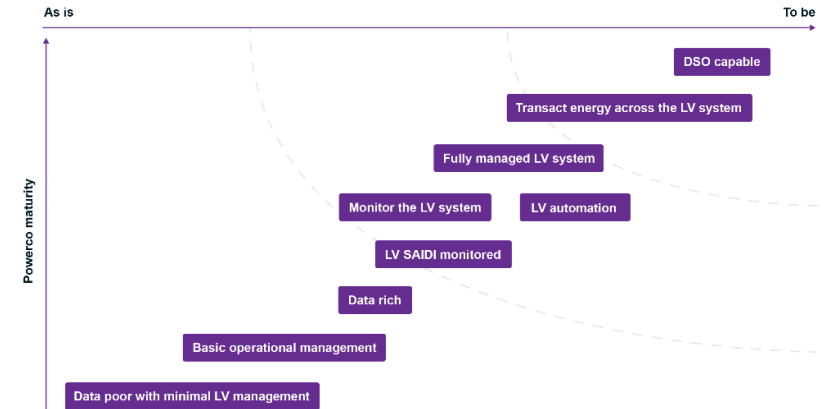 As is
To be
DSO capable
Transact energy across the LV system
Fully managed LV system
Monitor the LV system
LV automation
LV SAIDI monitored
Data rich
Basic operational management
Data poor with minimal LV management
Powerco maturity